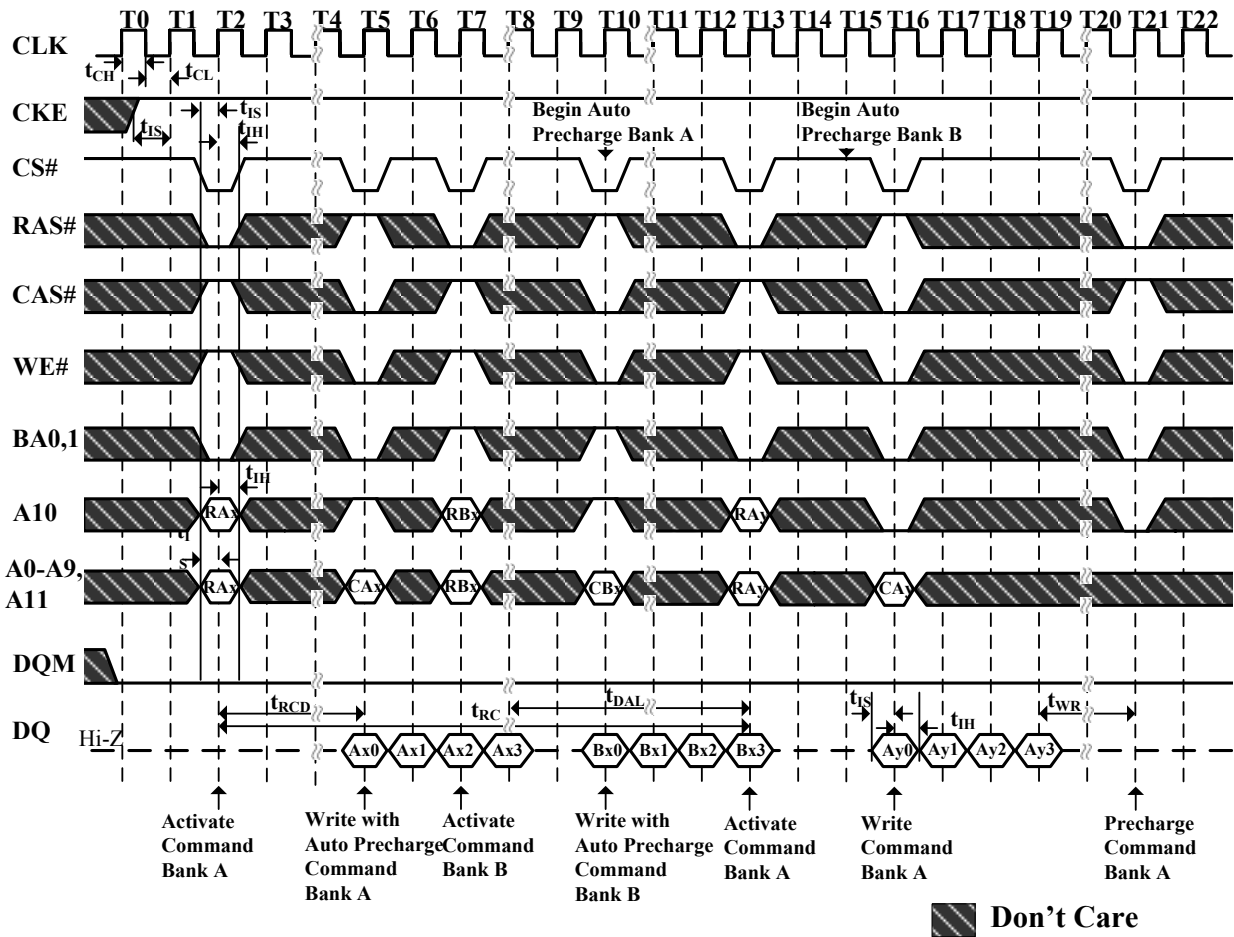 T0 T1 T2 T3 T4 T5 T6 T7 T8 T9 T10 T11 T12 T13 T14 T15 T16 T17 T18 T19 T20 T21 T22
CLK
tCH tCL
CKE
tIS
tIS
tIH
Begin Auto
Precharge Bank A
Begin Auto
Precharge Bank B
CS#
RAS#
CAS#
WE#
BA0,1
tIH
A10
RAx RBx RAy
tI
s
A0-A9,
A11
RAx CAx RBx CBx RAy CAy
DQM
tRCD
tRC
tDAL
tIS
tIH
tWR
DQ
Hi-Z
Ax0 Ax1 Ax2 Ax3 Bx0 Bx1 Bx2 Bx3 Ay0 Ay1 Ay2 Ay3
Activate
Command
Bank A
Write with
Auto Precharge
Command
Bank A
Activate
Command
Bank B
Write with
Auto Precharge
Command
Bank B
Activate
Command
Bank A
Write
Command
Bank A
Precharge
Command
Bank A
Don't Care